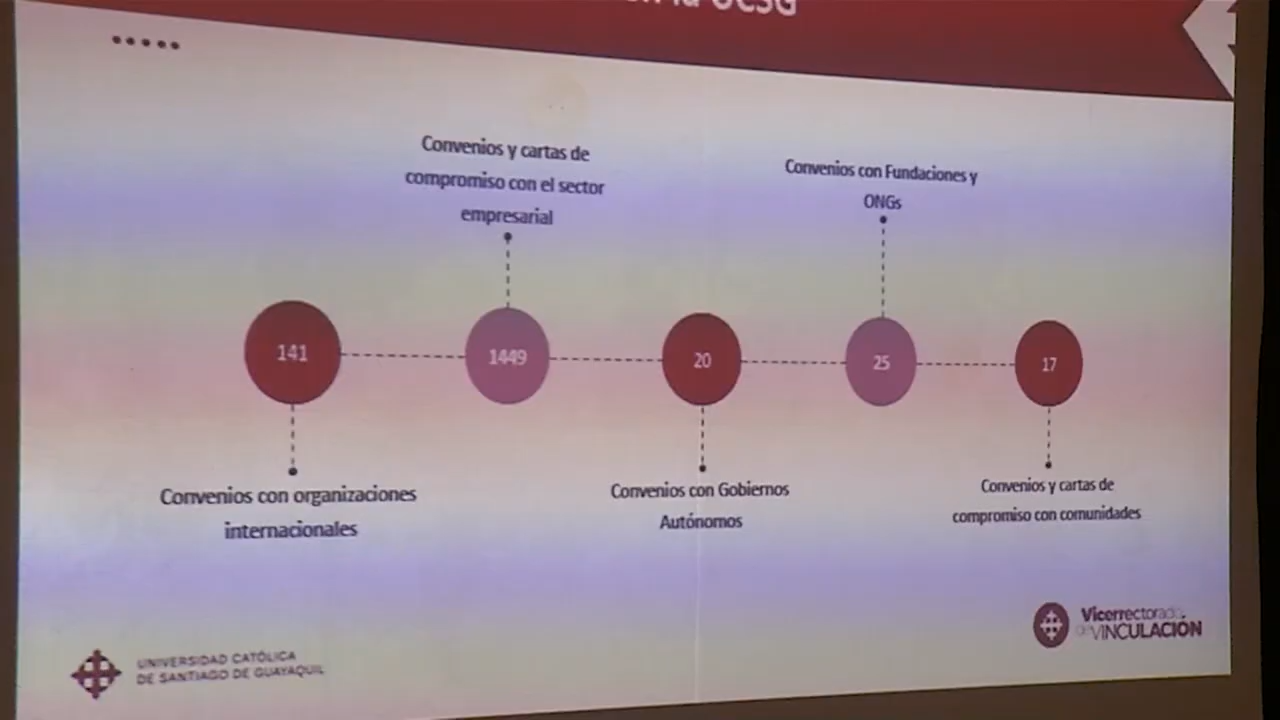 la UCSG
Convenios y cartas de
compromiso con el sector
empresarial
Convenios con Fundaciones y
ONGs
141
1449
20
25
17
Convenios con organizaciones
internacionales
Convenios con Gobiernos
Autónomos
Convenios y cartas de
compromiso con comunidades
UNIVERSIDAD CATÓLICA
DE SANTIAGO DE GUAYAQUIL
Vicerrectorado
de VINCULACIÓN